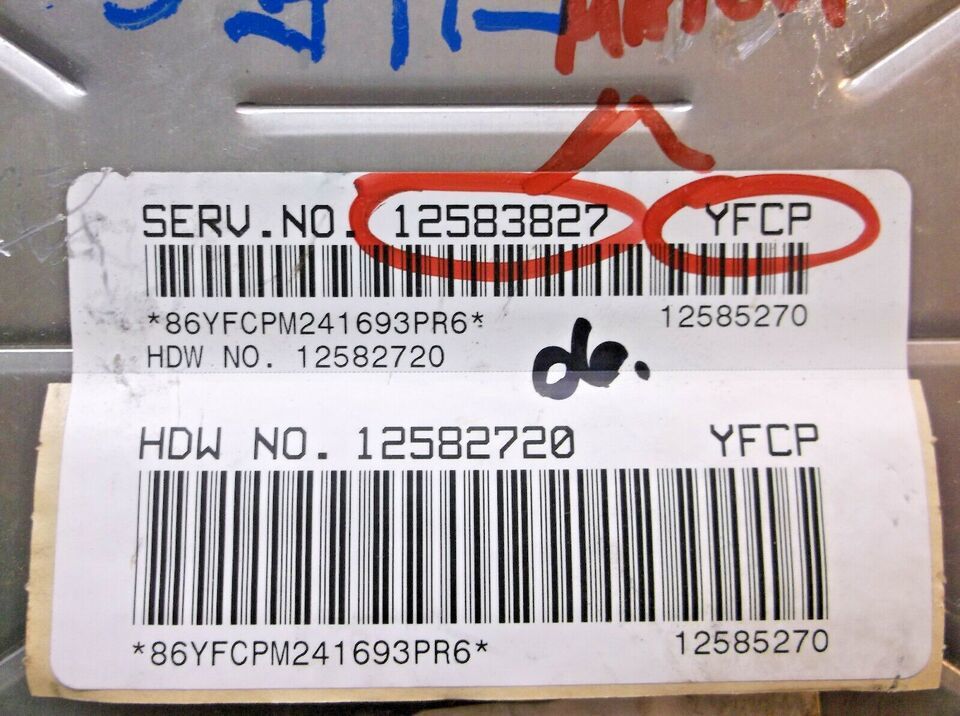 SERV.NO. 12583827 YFCP
*86YFCPM241693PR6* 12585270
HDW NO. 12582720
de.
HDW NO. 12582720 YFCP
*86YFCPM241693PR6* 12585270